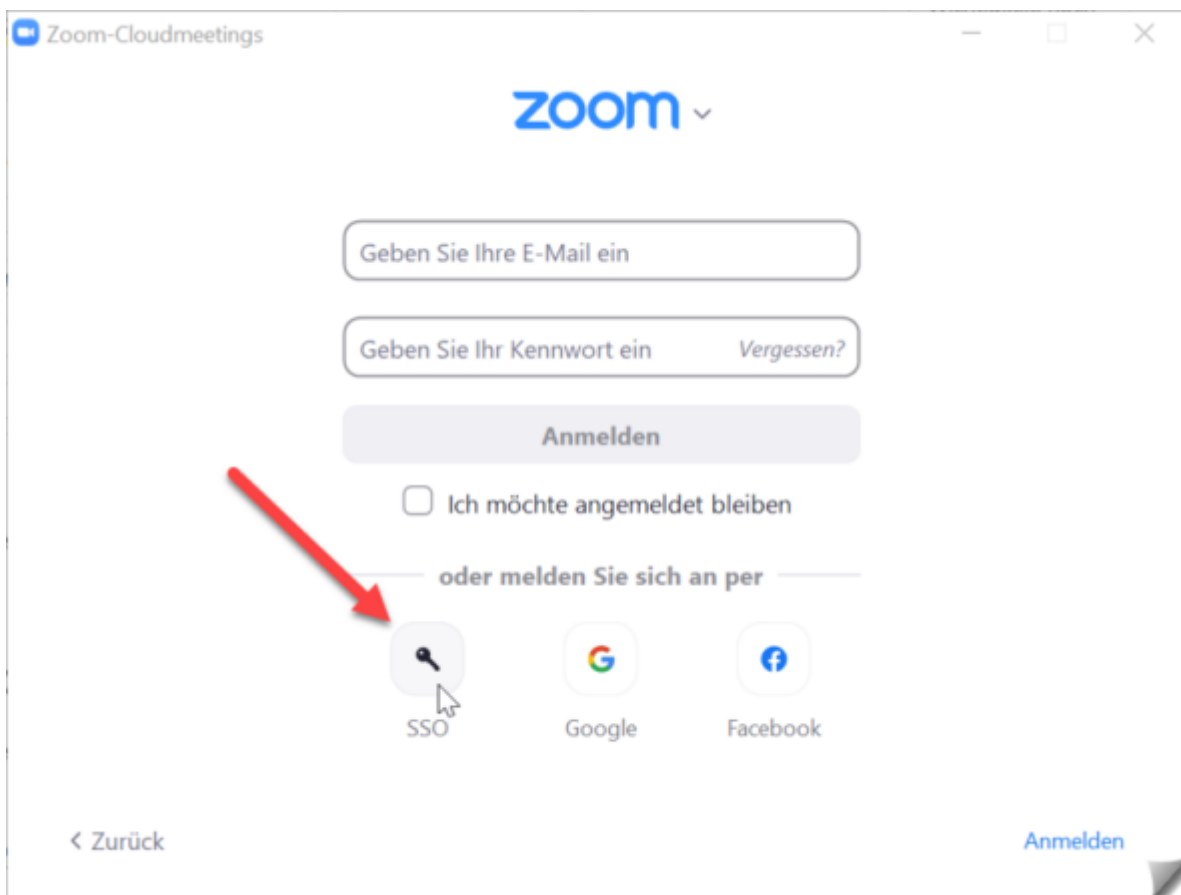 Zoom-Cloudmeetings
zoom
Geben Sie Ihre E-Mail ein
Geben Sie Ihr Kennwort ein Vergessen?
Anmelden
Ich möchte angemeldet bleiben
oder melden Sie sich an per
SSO Google Facebook
Zurück Anmelden